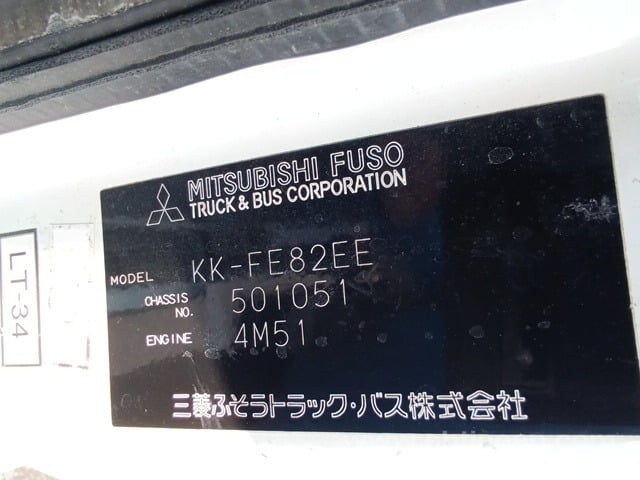 MITSUBISHI FUSO
TRUCK & BUS CORPORATION
MODEL KK-FE82EE
CHASSIS NO. 501051
ENGINE 4M51
三菱ふそうトラック・バス株式会社
LT-34